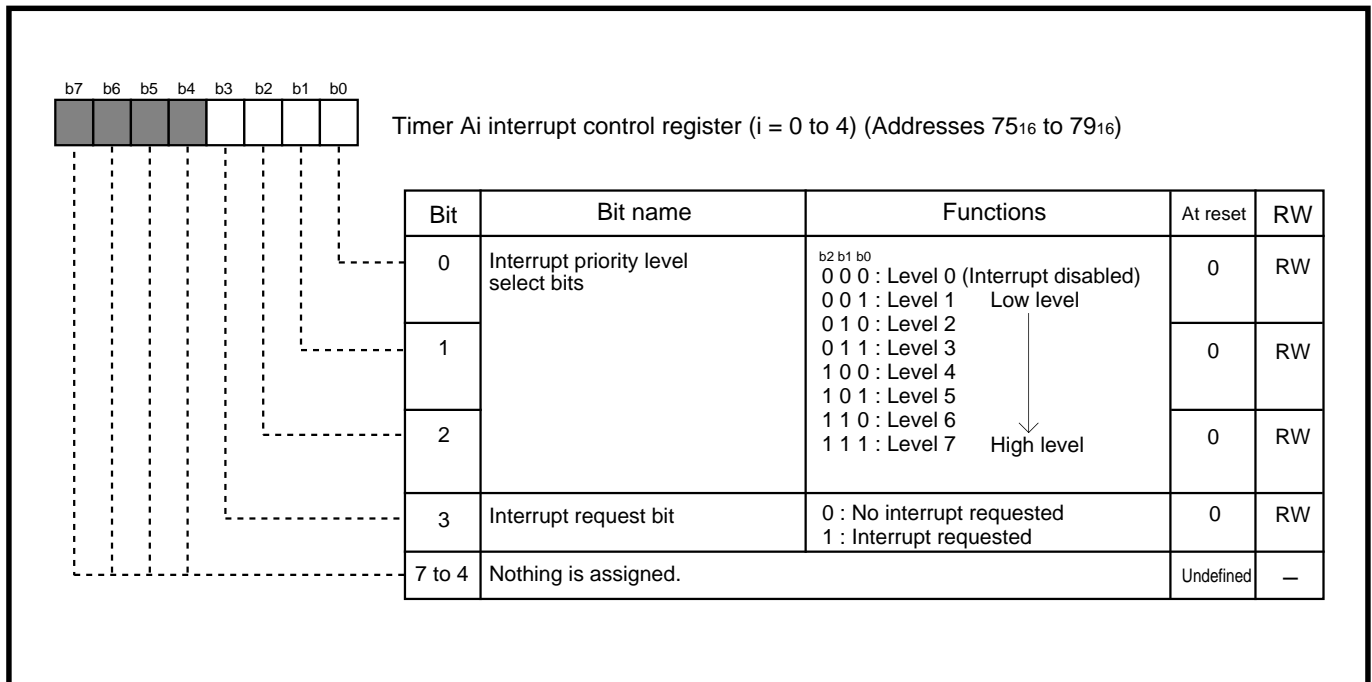 b7 b6 b5 b4 b3 b2 b1 b0
Timer Ai interrupt control register (i = 0 to 4) (Addresses 7516 to 7916)
Bit Bit name Functions At reset RW
0 Interrupt priority level select bits
b2 b1 b0
0 0 0 : Level 0 (Interrupt disabled)
0 0 1 : Level 1 Low level
0 1 0 : Level 2
0 1 1 : Level 3
1 0 0 : Level 4
1 0 1 : Level 5
1 1 0 : Level 6
1 1 1 : Level 7 High level
0 RW
1 0 RW
2 0 RW
3 Interrupt request bit
0 : No interrupt requested
1 : Interrupt requested
0 RW
7 to 4 Nothing is assigned. Undefined –